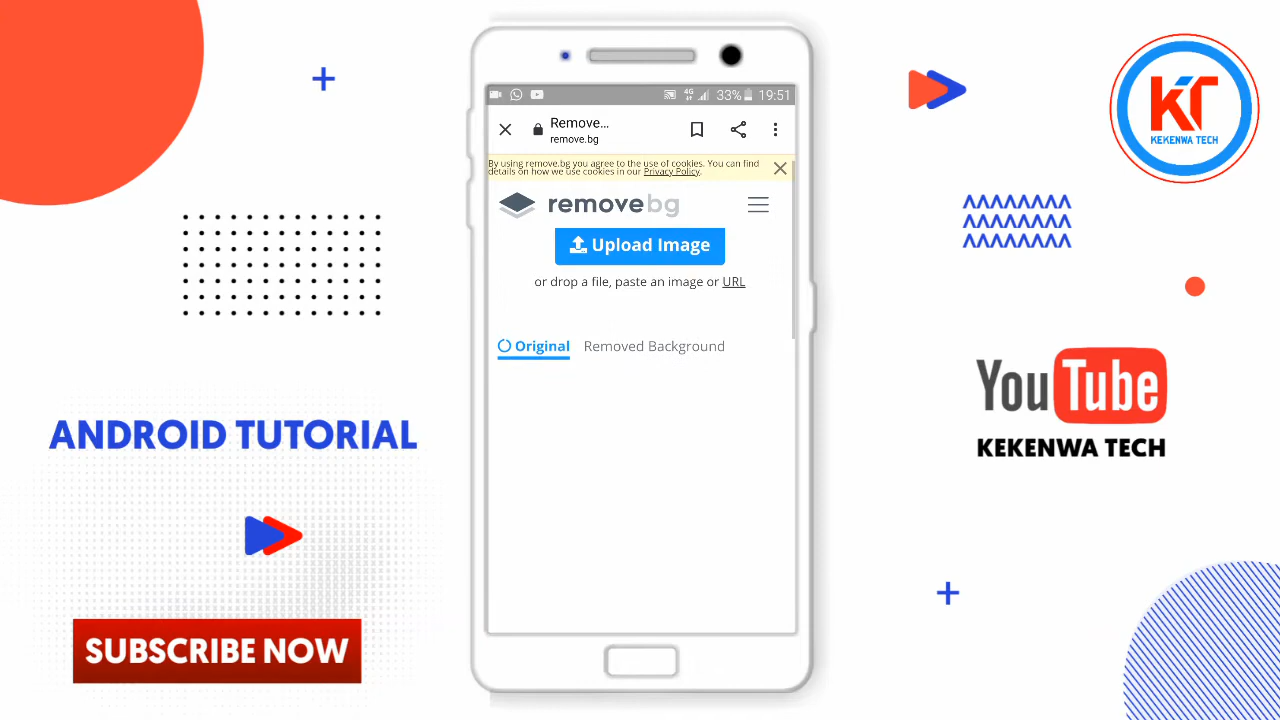 KT
KEKENWA TECH
4G
33%
19:51
Remove...
remove.bg
By using remove.bg you agree to the use of cookies. You can find
details on how we use cookies in our Privacy Policy.
removebg
Upload Image
or drop a file, paste an image or URL
Original
Removed Background
ANDROID TUTORIAL
SUBSCRIBE NOW
YouTube
KEKENWA TECH